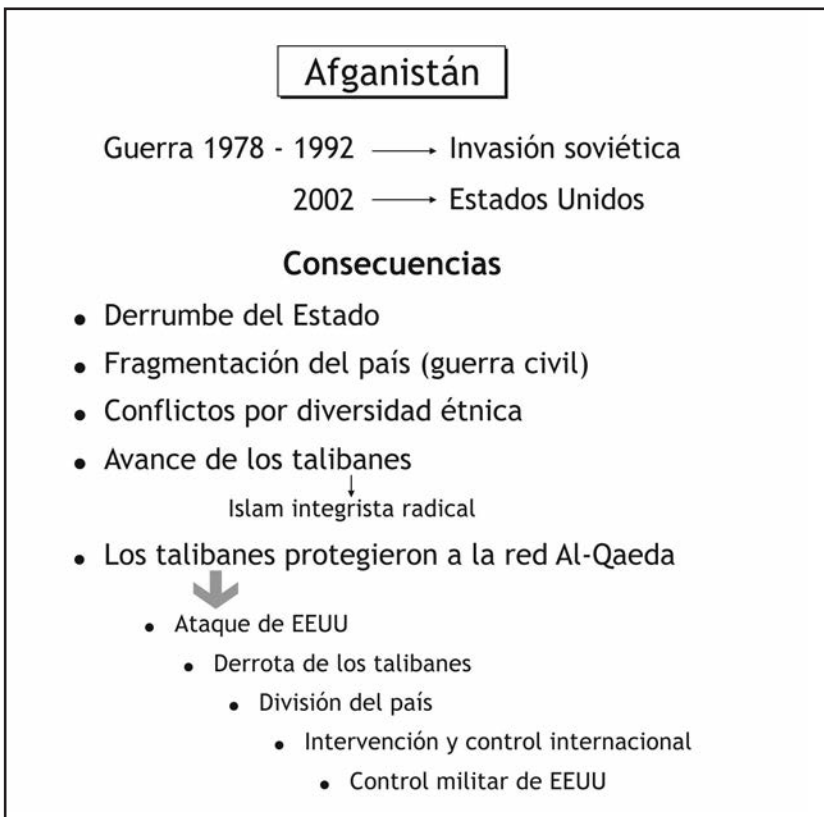 Afganistán
Guerra 1978 - 1992 → Invasión soviética
2002 → Estados Unidos
Consecuencias
• Derrumbe del Estado
• Fragmentación del país (guerra civil)
• Conflictos por diversidad étnica
• Avance de los talibanes
Islam integrista radical
• Los talibanes protegieron a la red Al-Qaeda
• Ataque de EEUU
• Derrota de los talibanes
• División del país
• Intervención y control internacional
• Control militar de EEUU